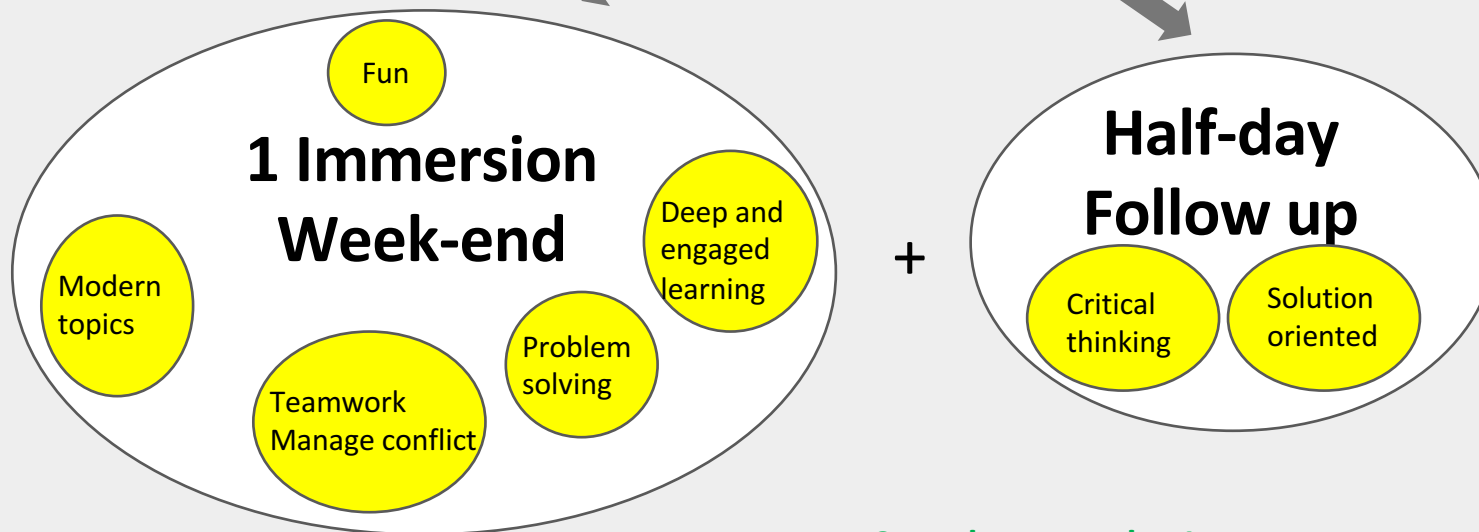 Fun
1 Immersion
Week-end
Deep and
engaged
learning
Modern
topics
Problem
solving
Teamwork
Manage conflict
+
Half-day
Follow up
Critical
thinking
Solution
oriented